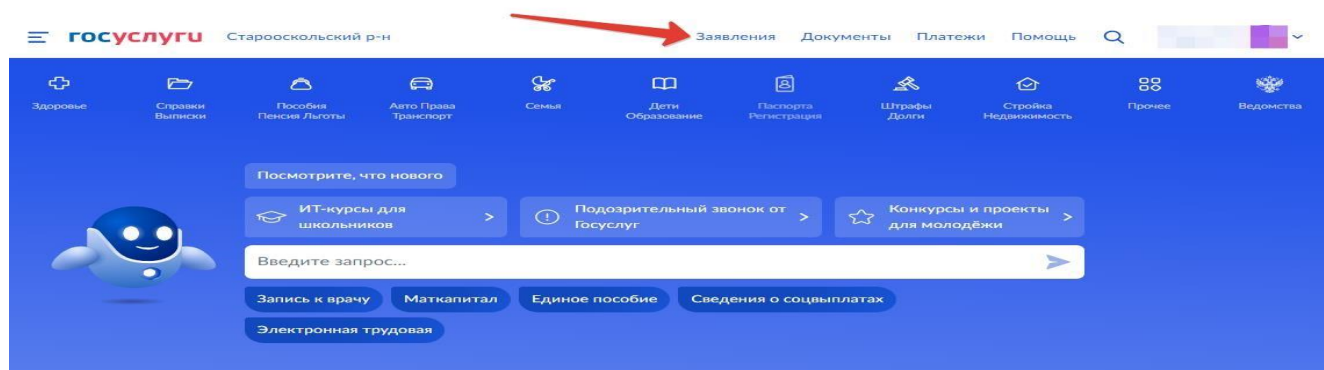 госуслуги Старооскольский р-н Заявления Документы Платежи Помощь
Здоровье
Справки
Выписки
Пособия
Пенсия Льготы
Авто Права
Транспорт
Семья
Дети
Образование
Паспорта
Регистрация
Штрафы
Долги
Стройка
Недвижимость
Прочее
Ведомства
Посмотрите, что нового
ИТ-курсы для
школьников
Подозрительный звонок от
Госуслуг
Конкурсы и проекты
для молодёжи
Введите запрос...
Запись к врачу Маткапитал Единое пособие Сведения о соцвыплатах
Электронная трудовая